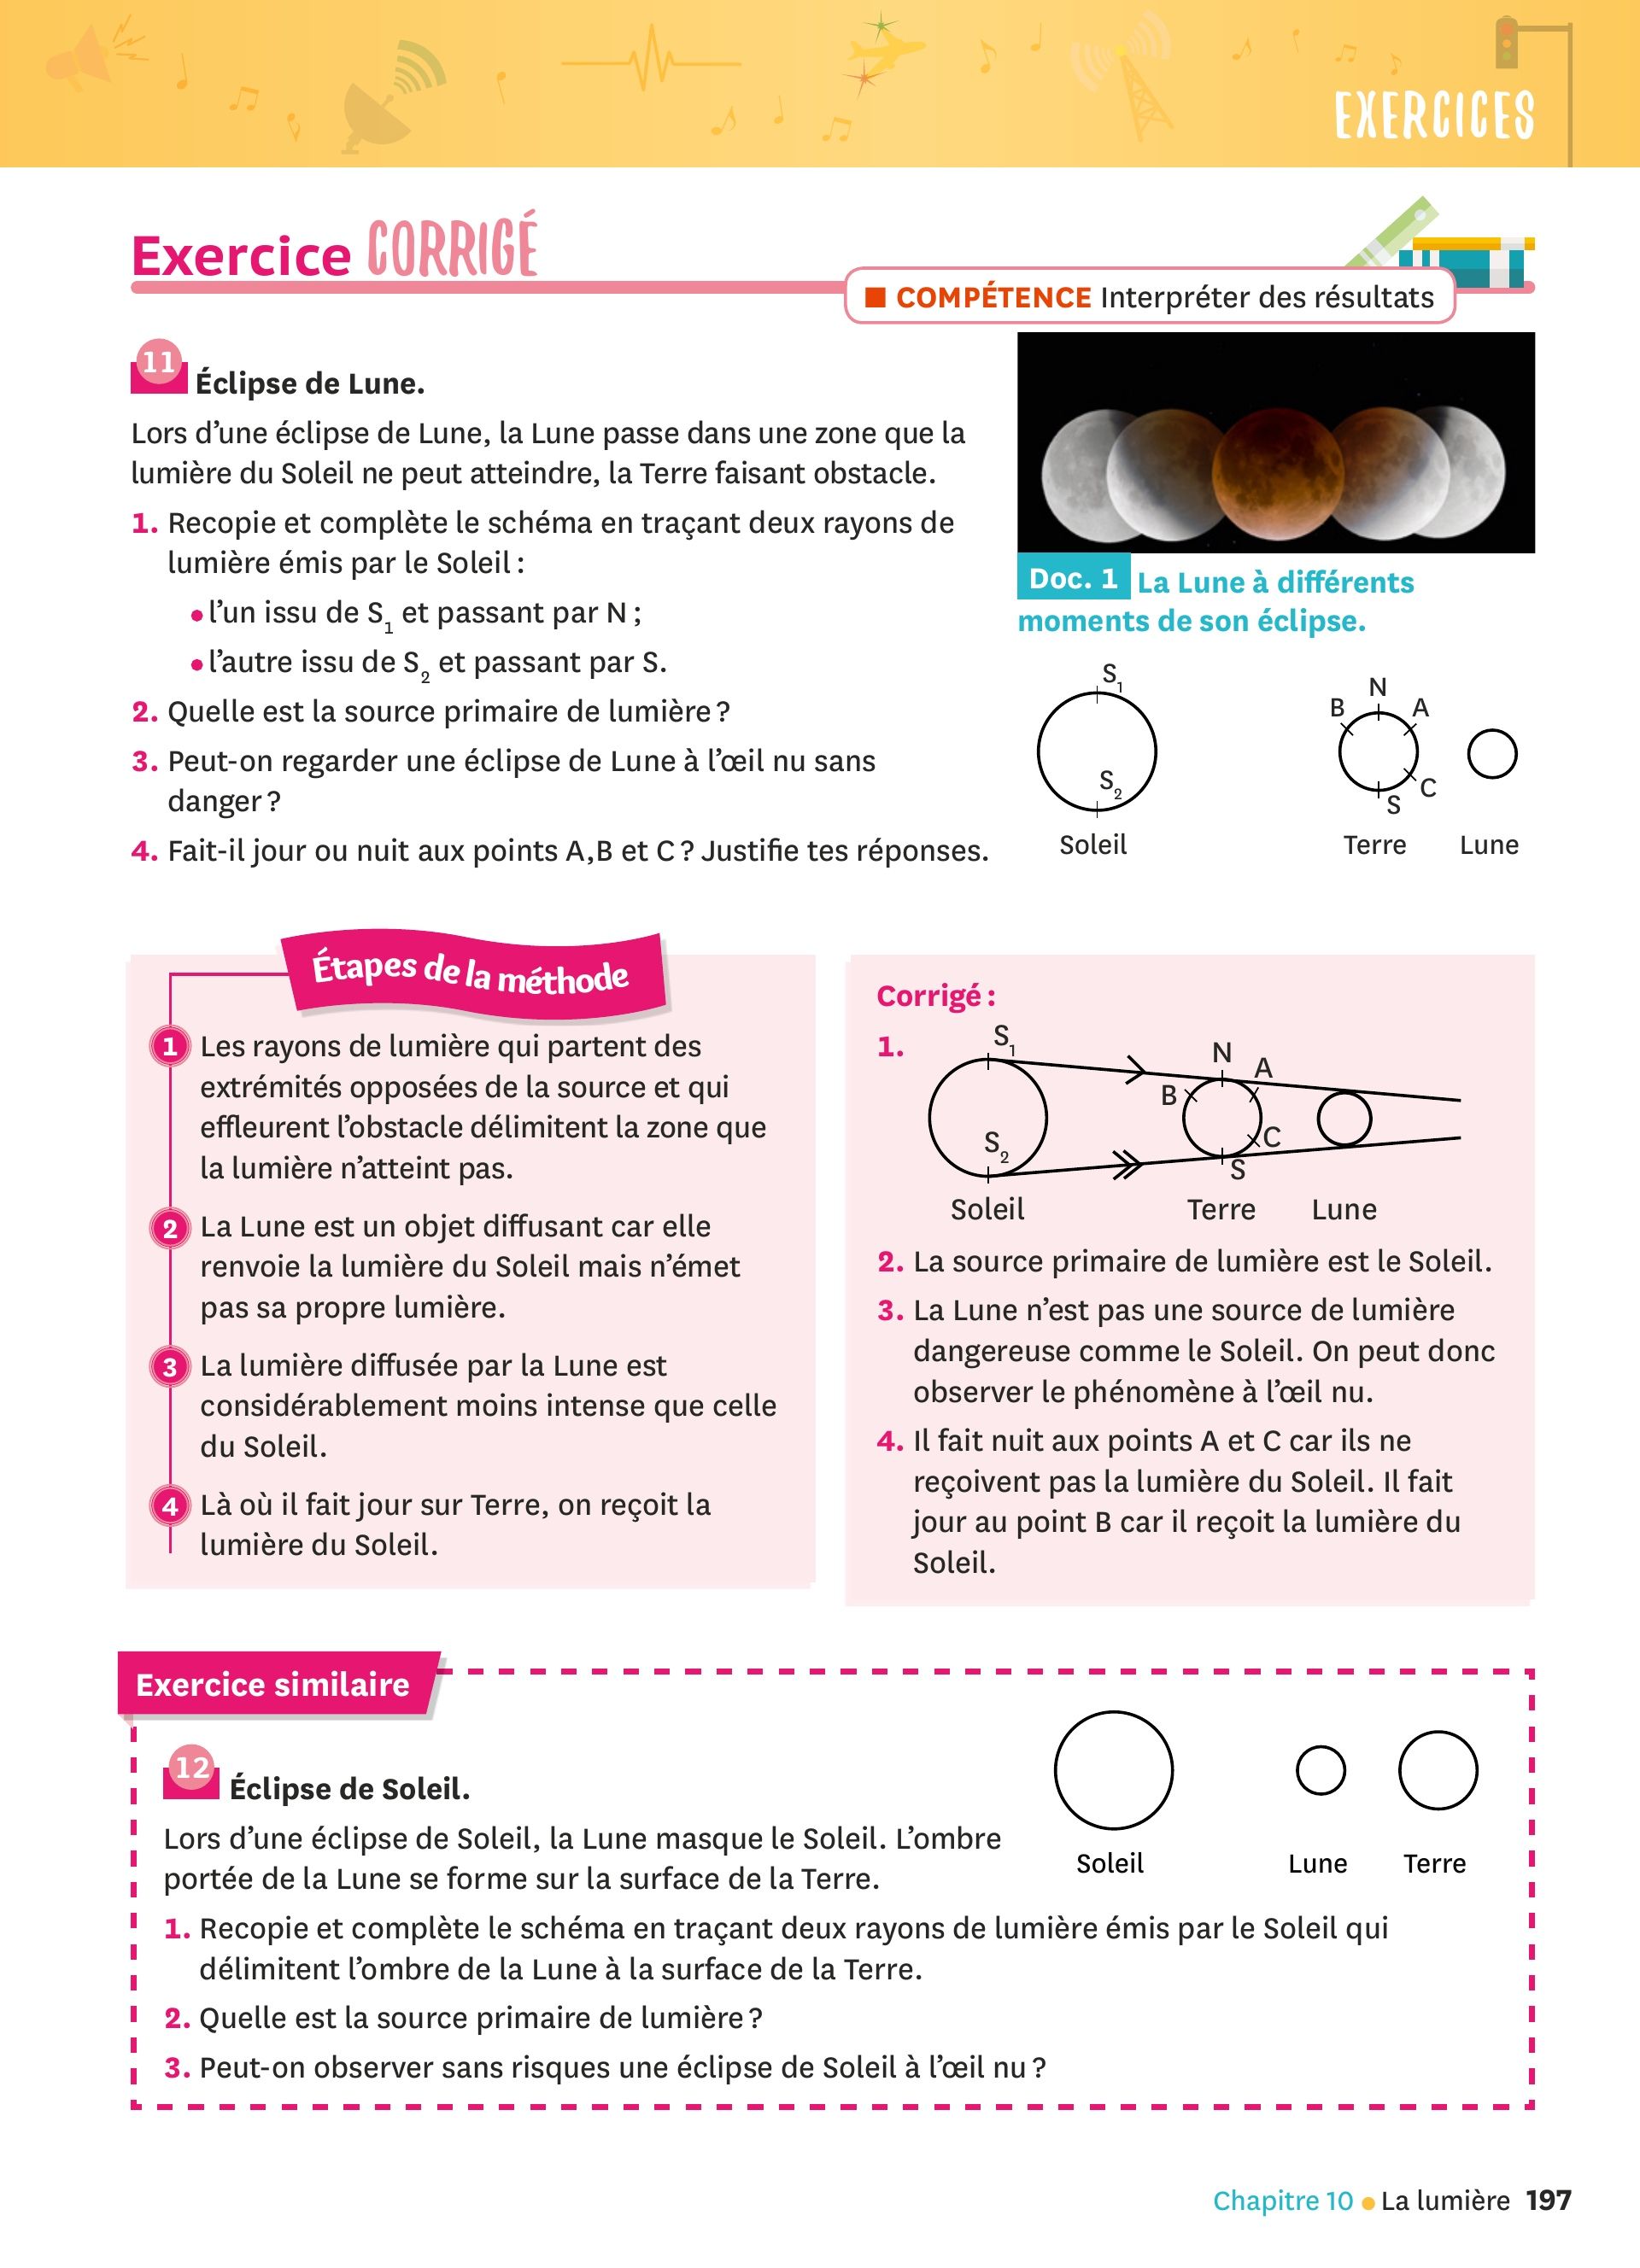 EXERCICES
Exercice CORRIGÉ
COMPÉTENCE Interpréter des résultats
11 Éclipse de Lune.
Lors d’une éclipse de Lune, la Lune passe dans une zone que la
lumière du Soleil ne peut atteindre, la Terre faisant obstacle.
1. Recopie et complète le schéma en traçant deux rayons de
lumière émis par le Soleil :
• l’un issu de S₁ et passant par N ;
• l’autre issu de S₂ et passant par S.
2. Quelle est la source primaire de lumière ?
3. Peut-on regarder une éclipse de Lune à l’œil nu sans
danger ?
4. Fait-il jour ou nuit aux points A,B et C ? Justifie tes réponses.
Doc. 1 La Lune à différents
moments de son éclipse.
S₁
N
B
A
S₂
C
S
Soleil
Terre
Lune
Étapes de la méthode
1 Les rayons de lumière qui partent des
extrémités opposées de la source et qui
effleurent l’obstacle délimitent la zone que
la lumière n’atteint pas.
2 La Lune est un objet diffusant car elle
renvoie la lumière du Soleil mais n’émet
pas sa propre lumière.
3 La lumière diffusée par la Lune est
considérablement moins intense que celle
du Soleil.
4 Là où il fait jour sur Terre, on reçoit la
lumière du Soleil.
Corrigé :
1.
S₁
N
A
B
S₂
C
S
Soleil
Terre
Lune
2. La source primaire de lumière est le Soleil.
3. La Lune n’est pas une source de lumière
dangereuse comme le Soleil. On peut donc
observer le phénomène à l’œil nu.
4. Il fait nuit aux points A et C car ils ne
reçoivent pas la lumière du Soleil. Il fait
jour au point B car il reçoit la lumière du
Soleil.
Exercice similaire
12 Éclipse de Soleil.
Lors d’une éclipse de Soleil, la Lune masque le Soleil. L’ombre
portée de la Lune se forme sur la surface de la Terre.
Soleil
Lune
Terre
1. Recopie et complète le schéma en traçant deux rayons de lumière émis par le Soleil qui
délimitent l’ombre de la Lune à la surface de la Terre.
2. Quelle est la source primaire de lumière ?
3. Peut-on observer sans risques une éclipse de Soleil à l’œil nu ?
Chapitre 10 • La lumière 197